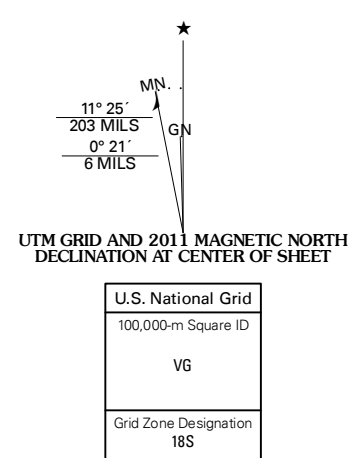 ★
MN
11° 25´
203 MILS
GN
0° 21´
6 MILS
UTM GRID AND 2011 MAGNETIC NORTH
DECLINATION AT CENTER OF SHEET
U.S. National Grid
100,000-m Square ID
VG
Grid Zone Designation
18S